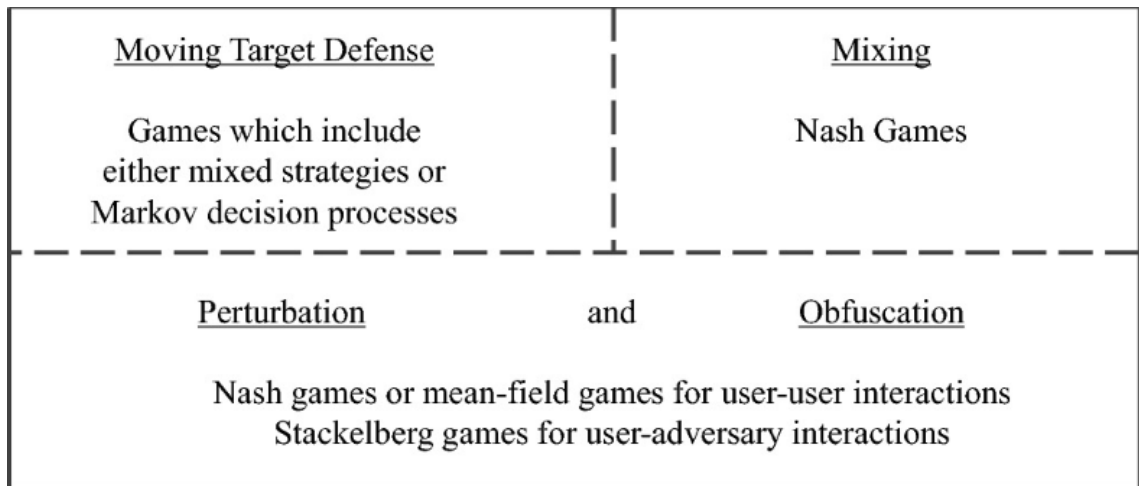 Moving Target Defense
Games which include
either mixed strategies or
Markov decision processes
Mixing
Nash Games
Perturbation and Obfuscation
Nash games or mean-field games for user-user interactions
Stackelberg games for user-adversary interactions